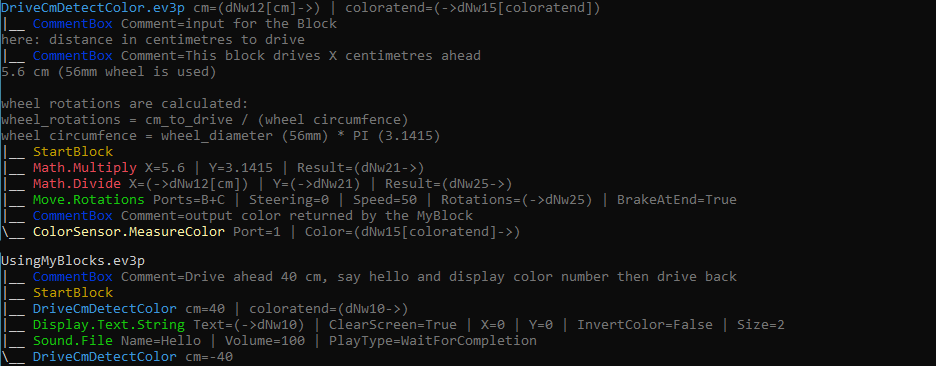 DriveCmDetectColor.ev3p cm=(dNw12[cm]->) | coloratend=(->dNw15[coloratend])
|__ CommentBox Comment=input for the Block
here: distance in centimetres to drive
|__ CommentBox Comment=This block drives X centimetres ahead
5.6 cm (56mm wheel is used)
wheel rotations are calculated:
wheel_rotations = cm_to_drive / (wheel circumfence)
wheel circumfence = wheel_diameter (56mm) * PI (3.1415)
|__ StartBlock
|__ Math.Multiply X=5.6 | Y=3.1415 | Result=(dNw21->)
|__ Math.Divide X=(->dNw12[cm]) | Y=(->dNw21) | Result=(dNw25->)
|__ Move.Rotations Ports=B+C | Steering=0 | Speed=50 | Rotations=(->dNw25) | BrakeAtEnd=True
|__ CommentBox Comment=output color returned by the MyBlock
\__ ColorSensor.MeasureColor Port=1 | Color=(dNw15[coloratend]->)
UsingMyBlocks.ev3p
|__ CommentBox Comment=Drive ahead 40 cm, say hello and display color number then drive back
|__ StartBlock
|__ DriveCmDetectColor cm=40 | coloratend=(dNw10->)
|__ Display.Text.String Text=(->dNw10) | ClearScreen=True | X=0 | Y=0 | InvertColor=False | Size=2
|__ Sound.File Name=Hello | Volume=100 | PlayType=WaitForCompletion
\__ DriveCmDetectColor cm=-40